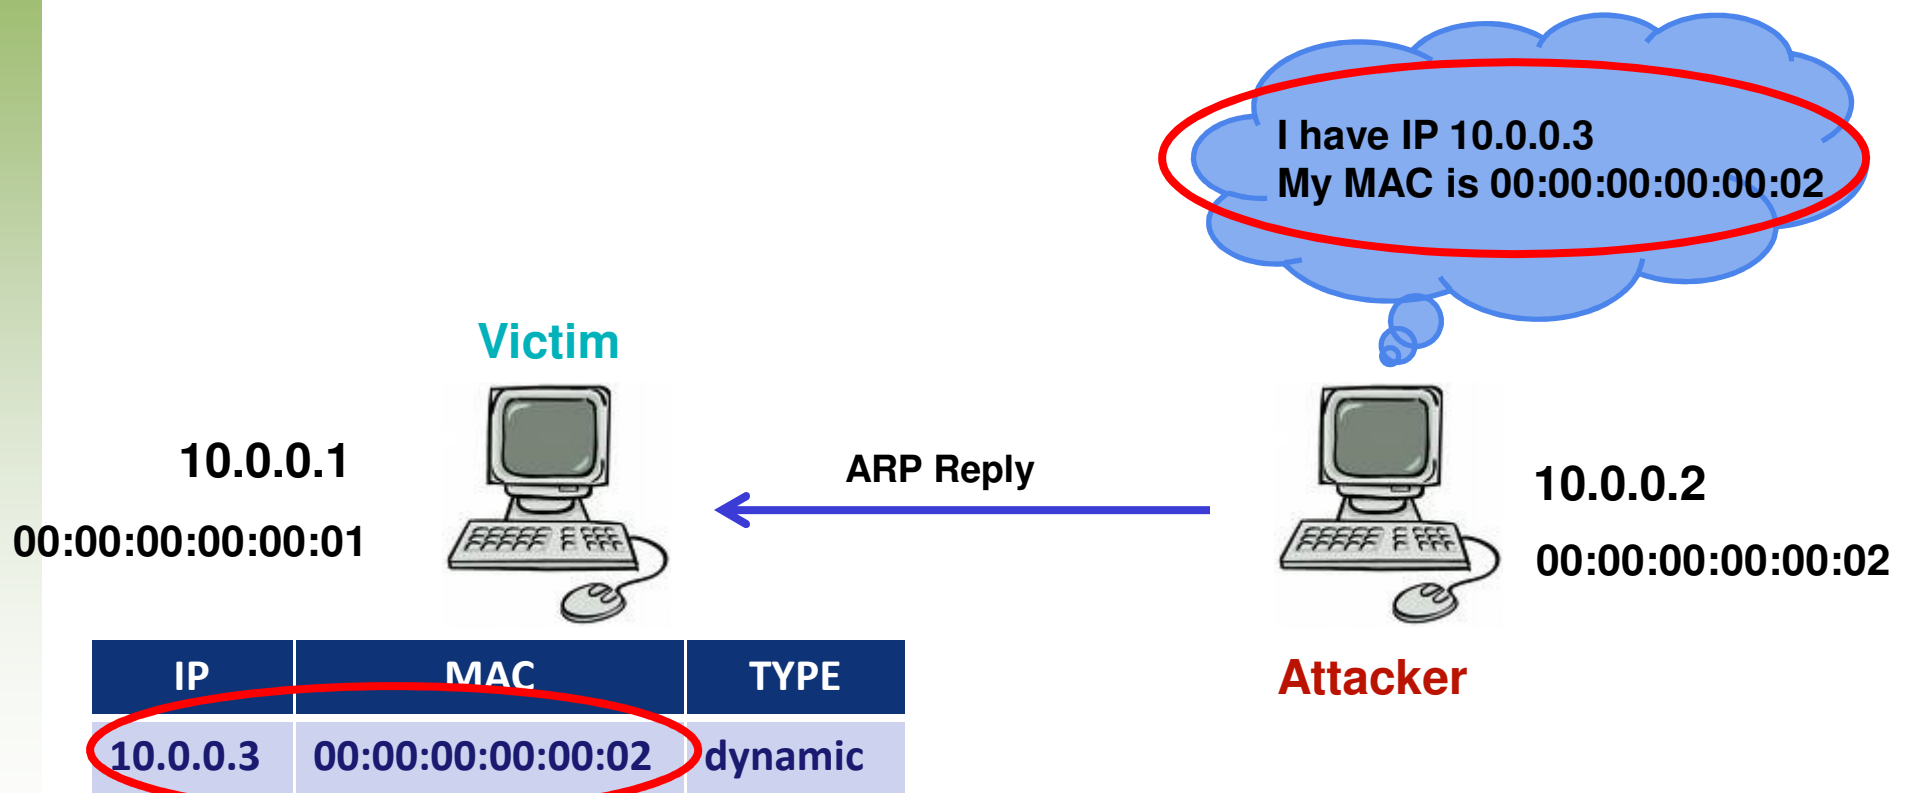 I have IP 10.0.0.3
My MAC is 00:00:00:00:00:02
Victim
10.0.0.1
00:00:00:00:00:01
ARP Reply
10.0.0.2
00:00:00:00:00:02
Attacker
IP MAC TYPE
10.0.0.3 00:00:00:00:00:02 dynamic